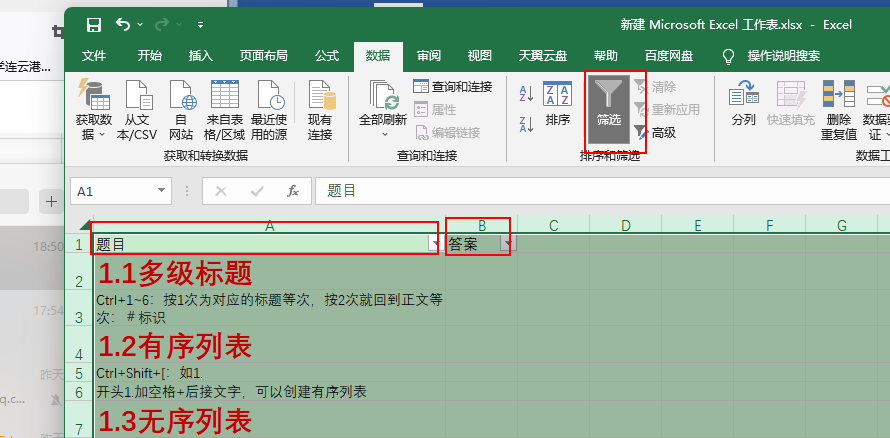 新建 Microsoft Excel 工作表.xlsx - Excel
文件 开始 插入 页面布局 公式 数据 审阅 视图 天翼云盘 帮助 百度网盘 操作说明搜索
学连云港...
获取数
据
从文
本/CSV
自
网站
来自表
格/区域
最近使
用的源
现有
连接
获取和转换数据
全部刷新
查询和连接
属性
编辑链接
查询和连接
排序
筛选
清除
重新应用
高级
排序和筛选
分列
快速填充
删除
重复值
数据验
证
数据工
A1
fx
题目
A B C D E F G
18:50
1 题目 答案
2 1.1多级标题
17:54
3 Ctrl+1~6：按1次为对应的标题等次，按2次就回到正文等
次：# 标识
4 1.2有序列表
昨天
5 Ctrl+Shift+[：如1.
q.c...
6 开头1.加空格+后接文字，可以创建有序列表
7 1.3无序列表
昨天